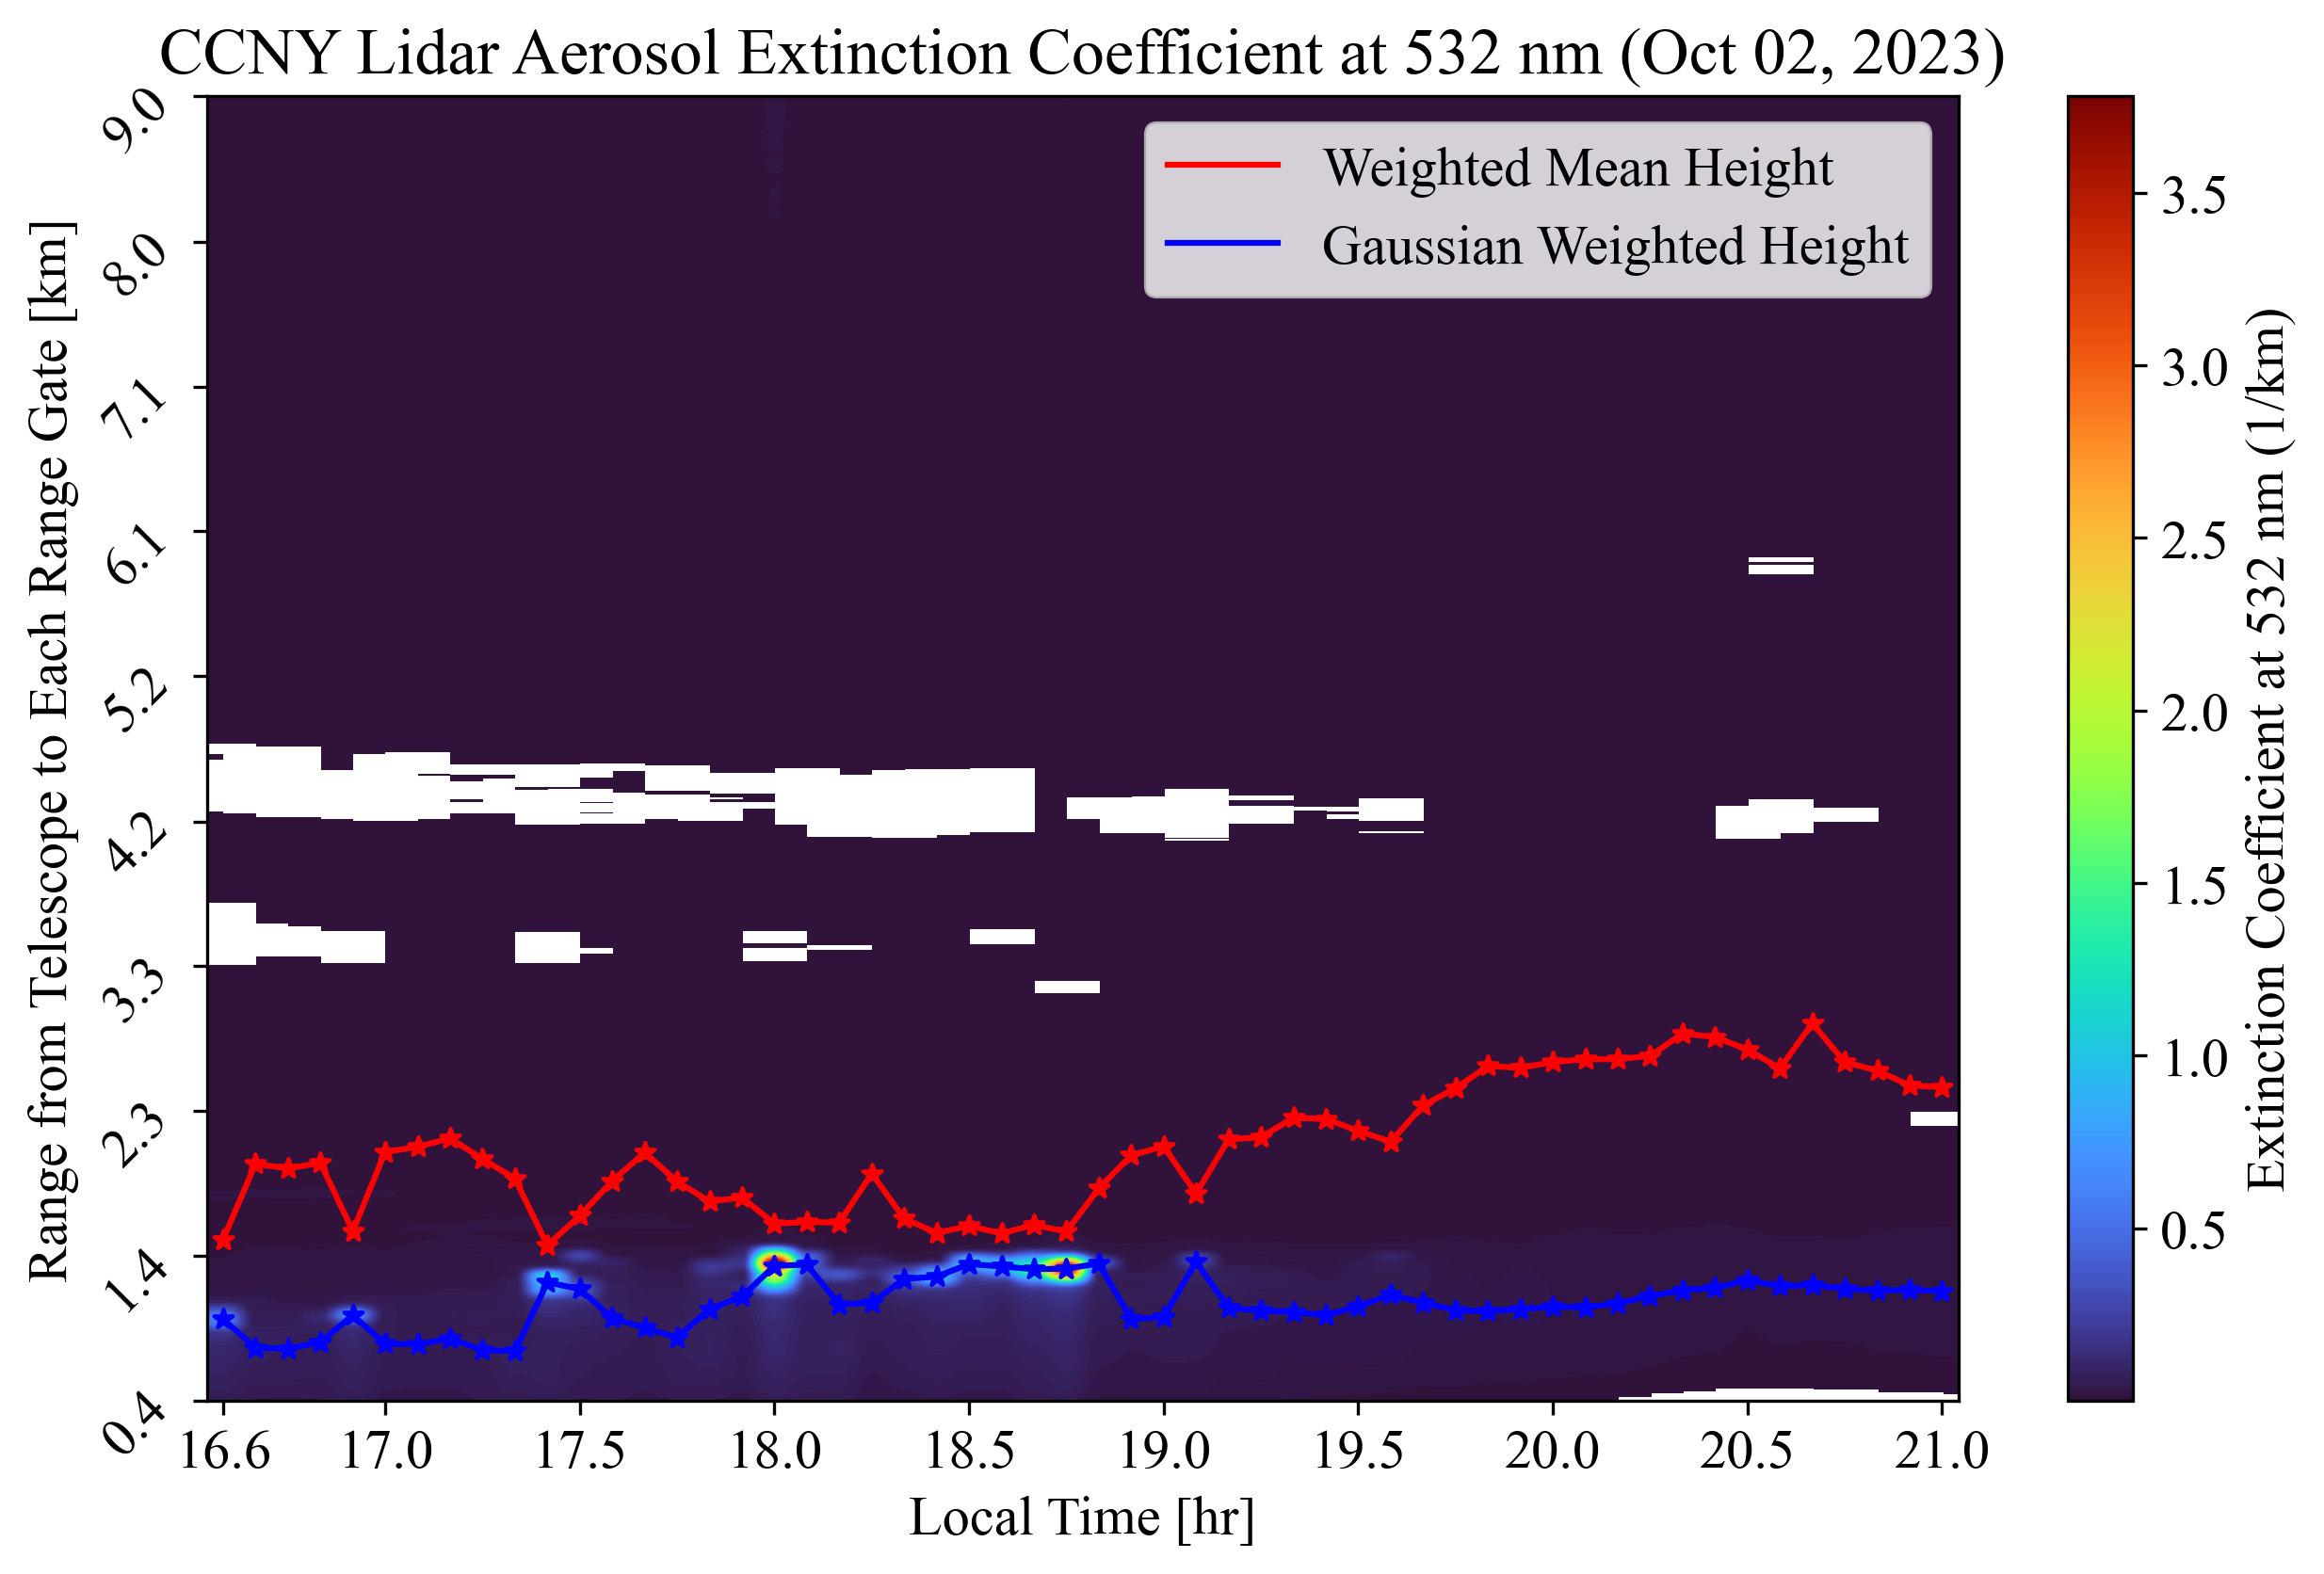 CCNY Lidar Aerosol Extinction Coefficient at 532 nm (Oct 02, 2023)
Weighted Mean Height
Gaussian Weighted Height
Range from Telescope to Each Range Gate [km]
9.0
8.0
7.1
6.1
5.2
4.2
3.3
2.3
1.4
0.4
16.6 17.0 17.5 18.0 18.5 19.0 19.5 20.0 20.5 21.0
Local Time [hr]
3.5
3.0
2.5
2.0
1.5
1.0
0.5
Extinction Coefficient at 532 nm (1/km)